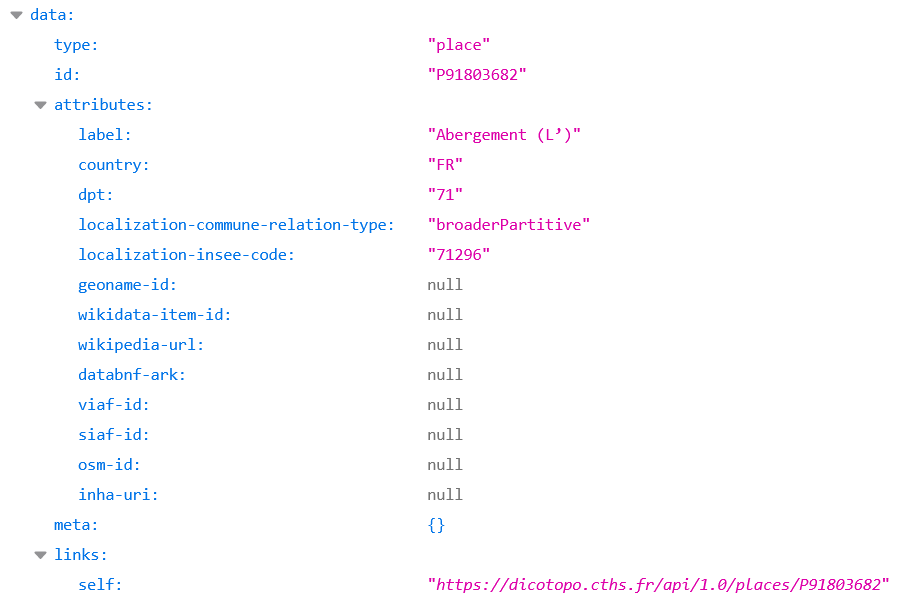 data:
type: "place"
id: "P91803682"
attributes:
label: "Abergement (L’)"
country: "FR"
dpt: "71"
localization-commune-relation-type: "broaderPartitive"
localization-insee-code: "71296"
geoname-id: null
wikidata-item-id: null
wikipedia-url: null
databnf-ark: null
viaf-id: null
siaf-id: null
osm-id: null
inha-uri: null
meta: {}
links:
self: "https://dicotopo.cths.fr/api/1.0/places/P91803682"